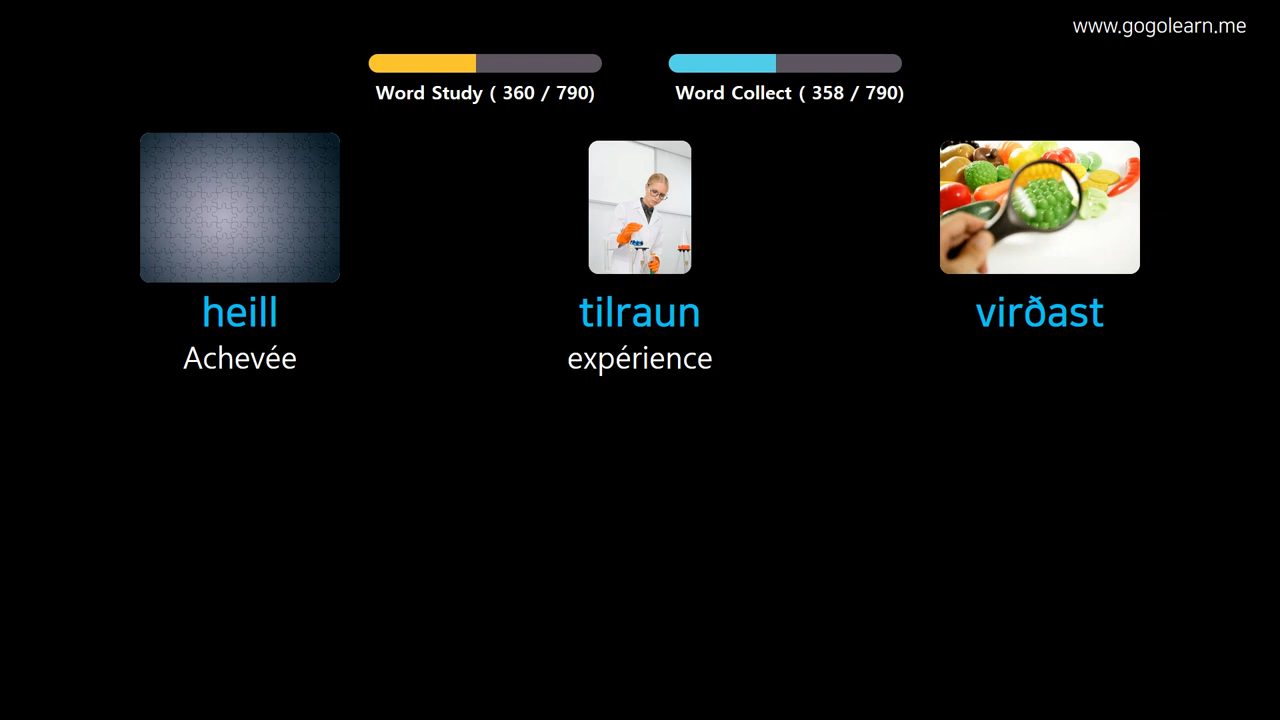 www.gogolearn.me
Word Study ( 360 / 790)
Word Collect ( 358 / 790)
heill
tilraun
virðast
Achevée
expérience